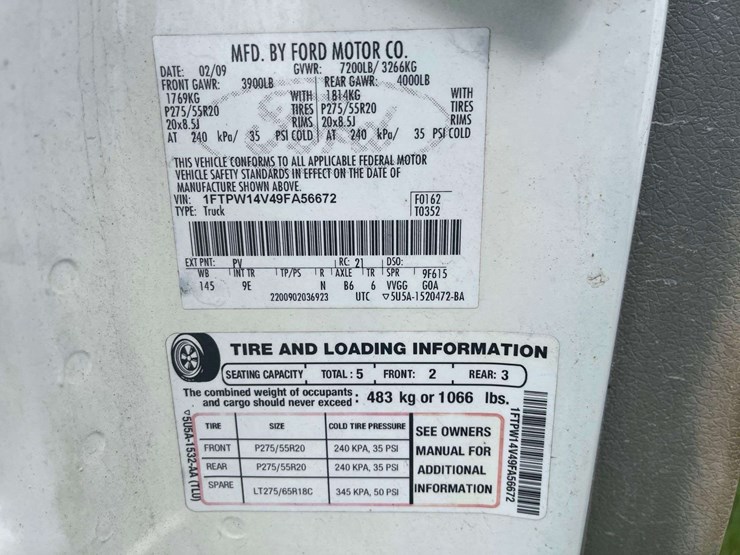 MFD. BY FORD MOTOR CO.
DATE: 02/09 GVWR: 7200LB/ 3266KG
FRONT GAWR: 3900LB REAR GAWR: 4000LB
1769KG WITH 1814KG WITH
P275/55R20 TIRES P275/55R20 TIRES
20x8.5J RIMS 20x8.5J RIMS
AT 240 kPa/ 35 PSI COLD AT 240 kPa/ 35 PSI COLD
THIS VEHICLE CONFORMS TO ALL APPLICABLE FEDERAL MOTOR
VEHICLE SAFETY STANDARDS IN EFFECT ON THE DATE OF
MANUFACTURE SHOWN ABOVE.
VIN: 1FTPW14V49FA56672 F0162
TYPE: Truck T0352
EXT PNT: PV RC: 21 DSO:
WB INT TR TP/PS R AXLE TR SPR 9F615
145 9E N B6 6 VVGG GOA
2200902036923 UTC ▽5U5A-1520472-BA
TIRE AND LOADING INFORMATION
SEATING CAPACITY TOTAL : 5 FRONT: 2 REAR: 3
The combined weight of occupants
and cargo should never exceed : 483 kg or 1066 lbs.
TIRE SIZE COLD TIRE PRESSURE
FRONT P275/55R20 240 KPA, 35 PSI
REAR P275/55R20 240 KPA, 35 PSI
SPARE LT275/65R18C 345 KPA, 50 PSI
SEE OWNERS
MANUAL FOR
ADDITIONAL
INFORMATION
▽5U5A-1532-AA (TLU)
1FTPW14V49FA56672